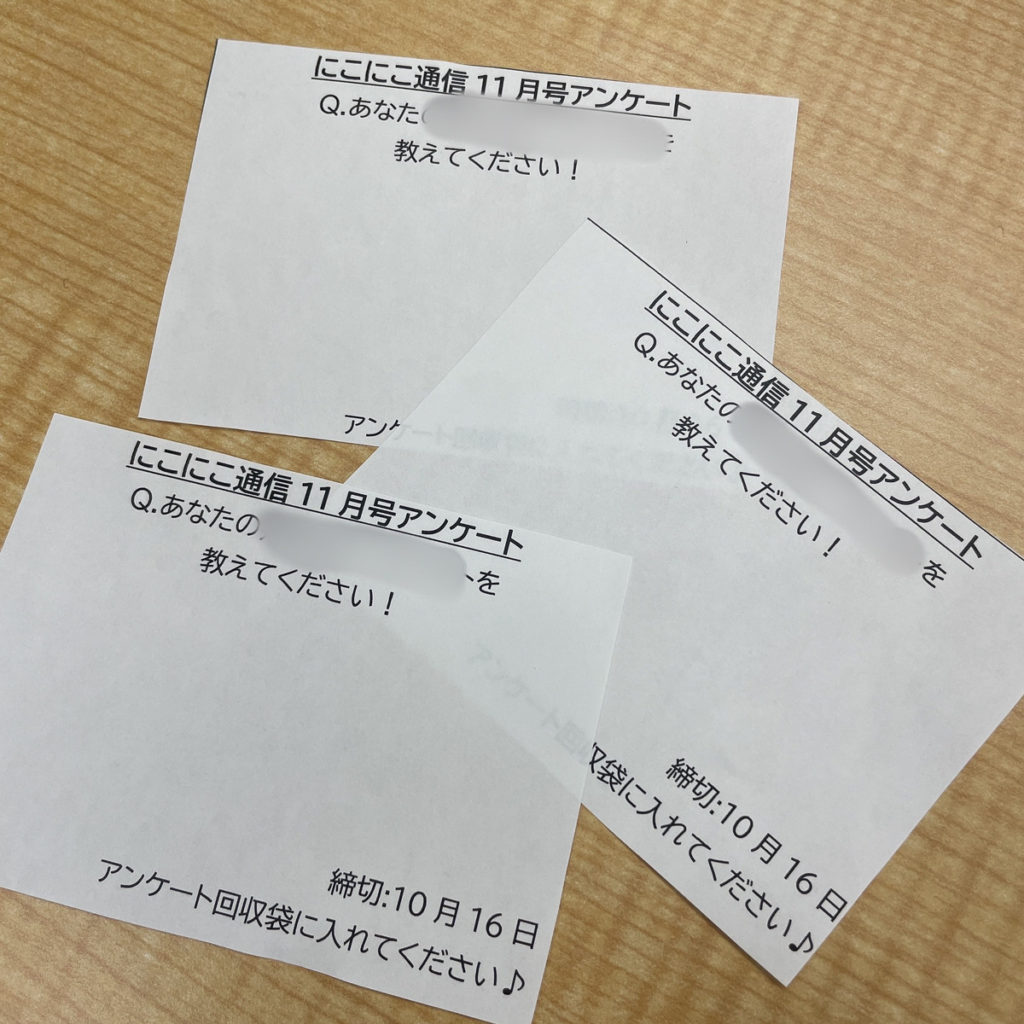 にこにこ通信 11 月号アンケート
Q.あなた
を
教えてください！
アンケ
にこにこ通信 11 月号アンケート
Q.あなたの
を
教えてください！
締切:10 月 16 日
収袋に入れてください♪
にこにこ通信 11 月号アンケート
Q.あなたの
を
教えてください！
締切:10 月 16 日
アンケート回収袋に入れてください♪